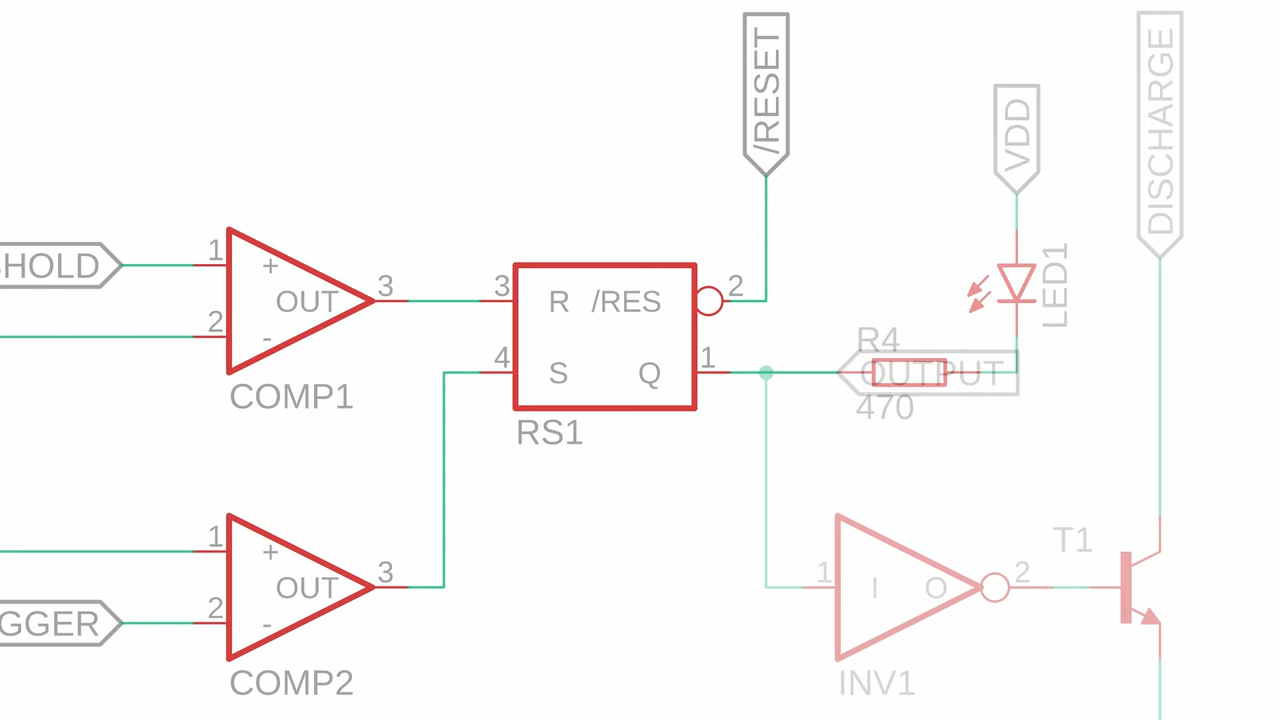 /RESET
VDD
DISCHARGE
LED1
SHOLD
1
+
2
-
OUT
3
COMP1
3
R
/RES
2
4
S
Q
1
RS1
R4
OUTPUT
470
1
+
GGER
2
-
OUT
3
COMP2
1
I
O
2
INV1
T1